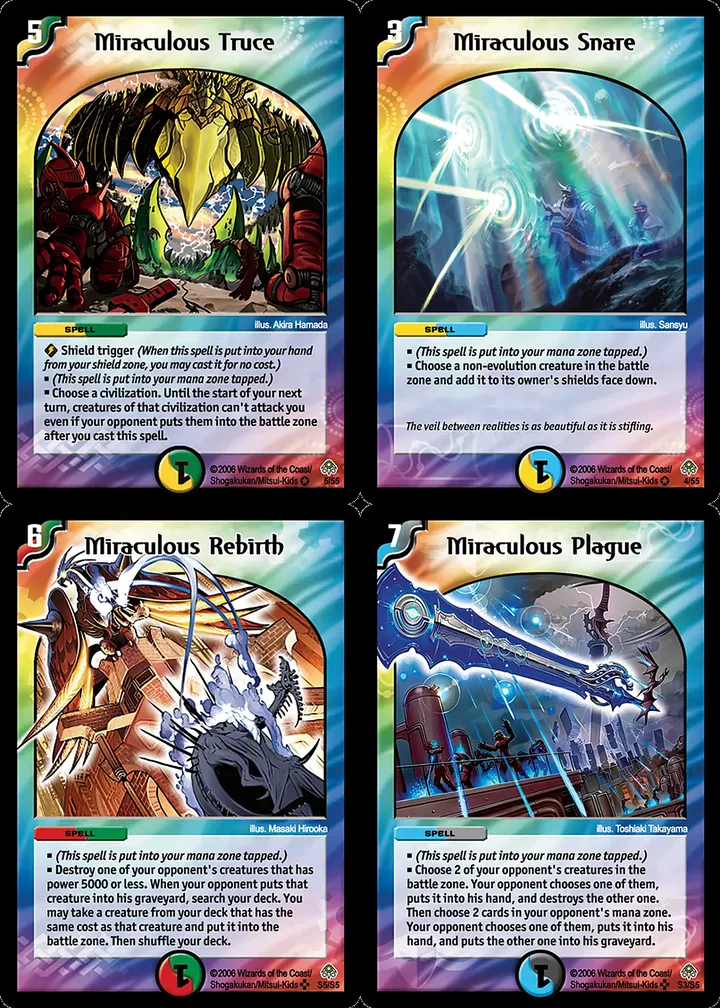 5
Miraculous Truce
SPELL
illus. Akira Hamada
Shield trigger (When this spell is put into your hand
from your shield zone, you may cast it for no cost.)
▪ (This spell is put into your mana zone tapped.)
▪ Choose a civilization. Until the start of your next
turn, creatures of that civilization can't attack you
even if your opponent puts them into the battle zone
after you cast this spell.
1
©2006 Wizards of the Coast/
Shogakukan/Mitsui-Kids
5/55
3
Miraculous Snare
SPELL
illus. Sansyu
▪ (This spell is put into your mana zone tapped.)
▪ Choose a non-evolution creature in the battle
zone and add it to its owner's shields face down.
The veil between realities is as beautiful as it is stifling.
1
©2006 Wizards of the Coast/
Shogakukan/Mitsui-Kids
4/55
6
Miraculous Rebirth
SPELL
illus. Masaki Hirooka
▪ (This spell is put into your mana zone tapped.)
▪ Destroy one of your opponent's creatures that has
power 5000 or less. When your opponent puts that
creature into his graveyard, search your deck. You
may take a creature from your deck that has the
same cost as that creature and put it into the
battle zone. Then shuffle your deck.
1
©2006 Wizards of the Coast/
Shogakukan/Mitsui-Kids
S5/S5
7
Miraculous Plague
SPELL
illus. Toshiaki Takayama
▪ (This spell is put into your mana zone tapped.)
▪ Choose 2 of your opponent's creatures in the
battle zone. Your opponent chooses one of them,
puts it into his hand, and destroys the other one.
Then choose 2 cards in your opponent's mana zone.
Your opponent chooses one of them, puts it into his
hand, and puts the other one into his graveyard.
1
©2006 Wizards of the Coast/
Shogakukan/Mitsui-Kids
S3/S5